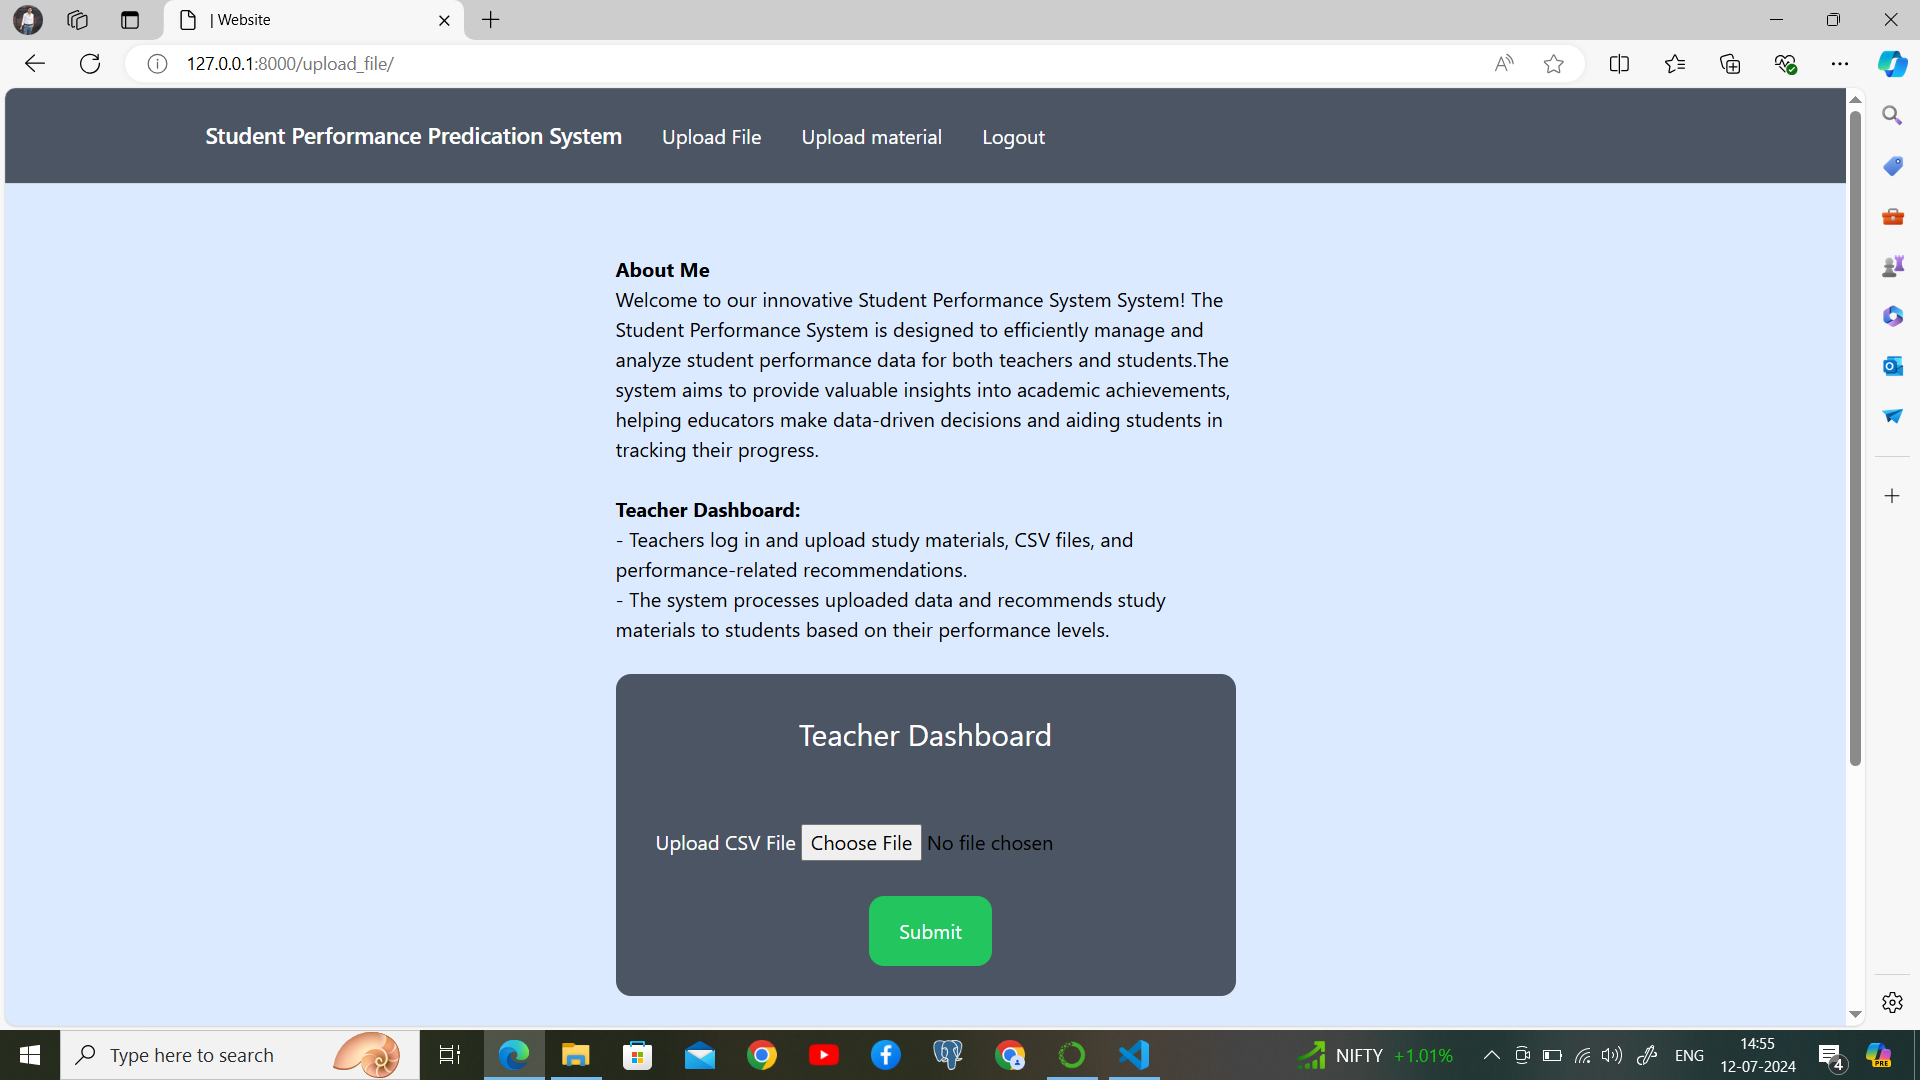 | Website
127.0.0.1:8000/upload_file/
Student Performance Predication System
Upload File
Upload material
Logout
About Me
Welcome to our innovative Student Performance System System! The
Student Performance System is designed to efficiently manage and
analyze student performance data for both teachers and students.The
system aims to provide valuable insights into academic achievements,
helping educators make data-driven decisions and aiding students in
tracking their progress.
Teacher Dashboard:
- Teachers log in and upload study materials, CSV files, and
performance-related recommendations.
- The system processes uploaded data and recommends study
materials to students based on their performance levels.
Teacher Dashboard
Upload CSV File Choose File No file chosen
Submit
Type here to search
NIFTY +1.01%
ENG
14:55
12-07-2024
4
PRE